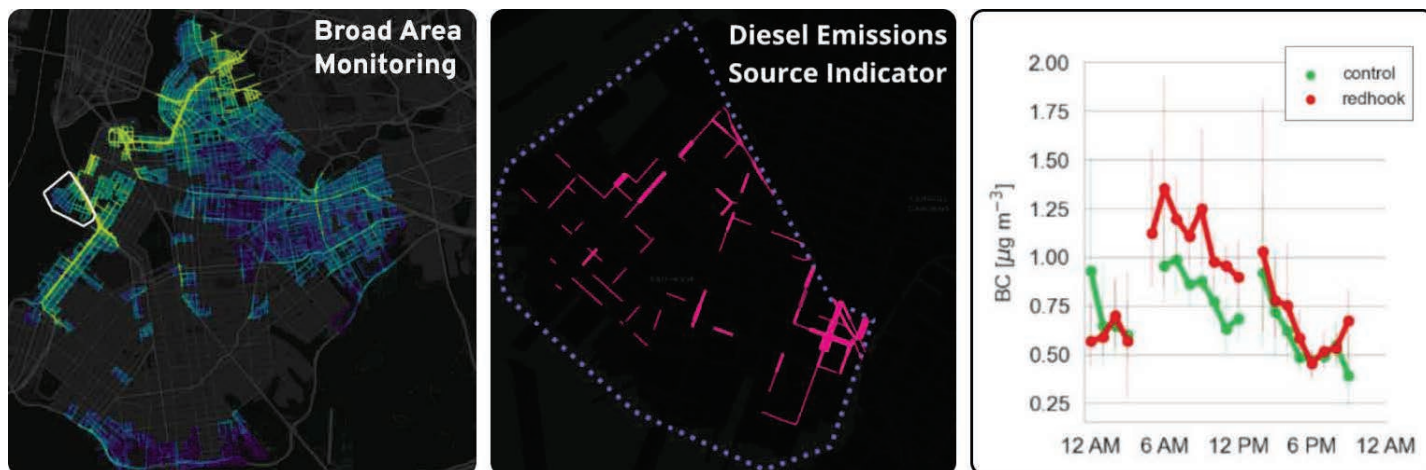 Broad Area
Monitoring
Diesel Emissions
Source Indicator
control
redhook
BC [µg m⁻³]
2.00
1.75
1.50
1.25
1.00
0.75
0.50
0.25
12 AM 6 AM 12 PM 6 PM 12 AM